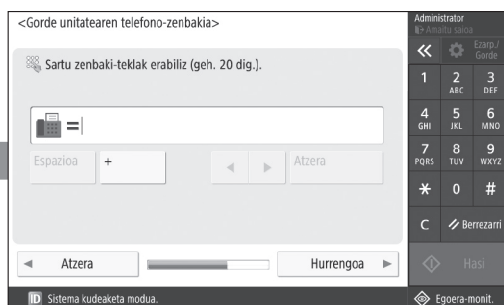 <Gorde unitatearen telefono-zenbakia>
Sartu zenbaki-teklak erabiliz (geh. 20 dig.).
=
Espazioa
+
Atzera
Atzera
Hurrengoa
ID Sistema kudeaketa modua.
Administrator
Amaitu saioa
Ezarp./
Gorde
1 2 3
ABC DEF
4 5 6
GHI JKL MNO
7 8 9
PQRS TUV WXYZ
* 0 #
C Berrezarri
Hasi
Egoera-monit.